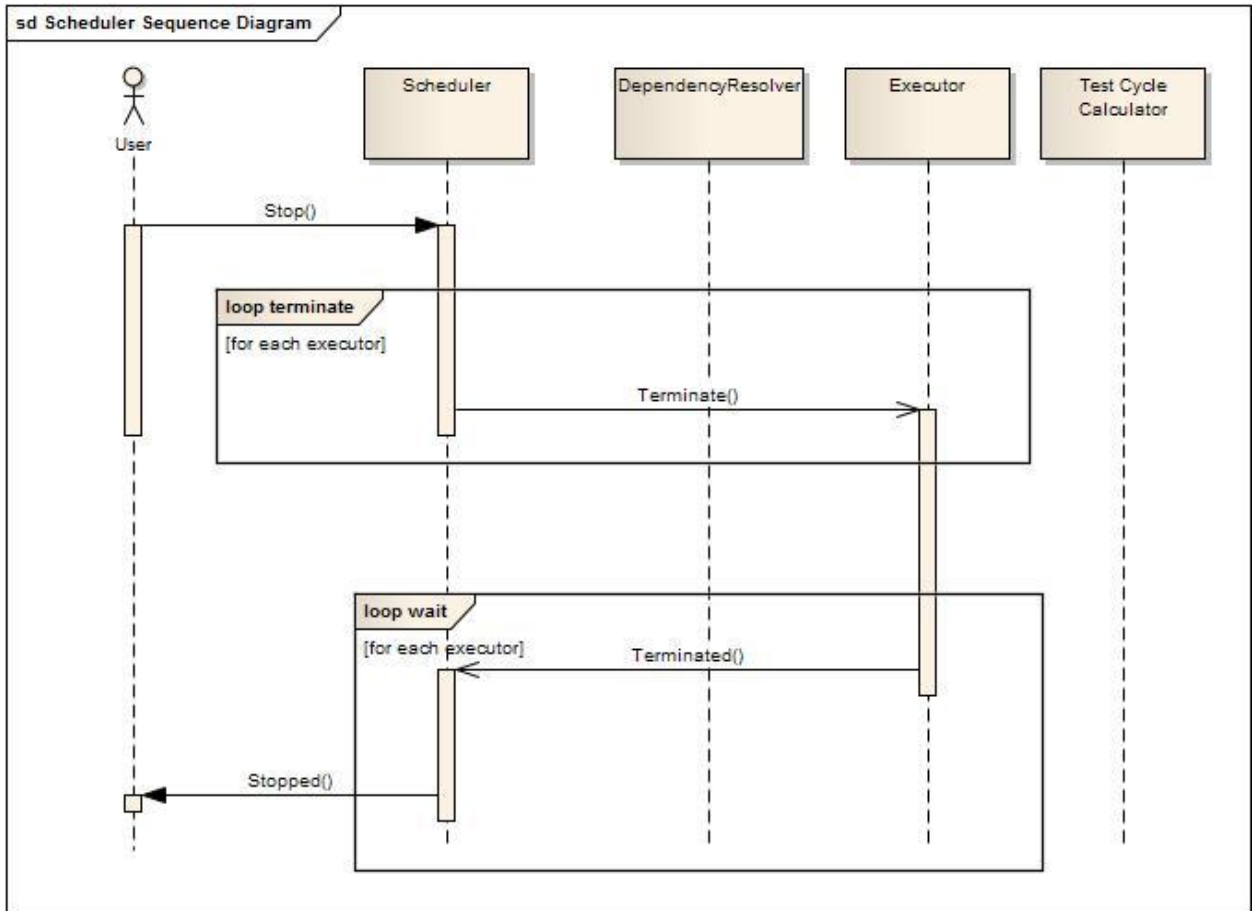 sd Scheduler Sequence Diagram
User
Scheduler
DependencyResolver
Executor
Test Cycle
Calculator
Stop()
loop terminate
[for each executor]
Terminate()
loop wait
[for each executor]
Terminated()
Stopped()